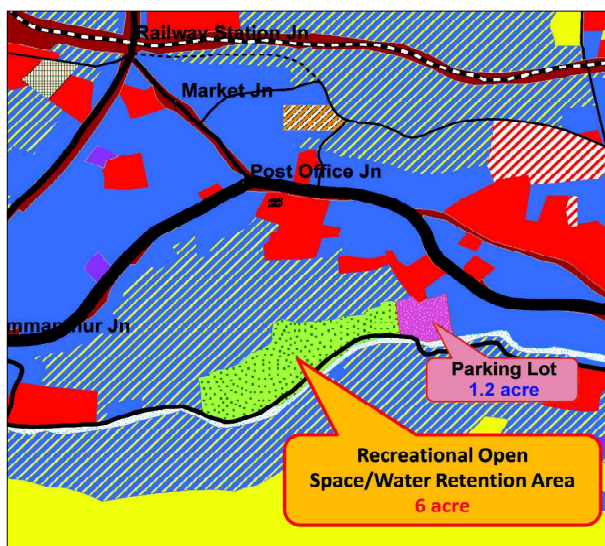 Railway Station Jn
Market Jn
Post Office Jn
Jn
Parking Lot
1.2 acre
Recreational Open
Space/Water Retention Area
6 acre